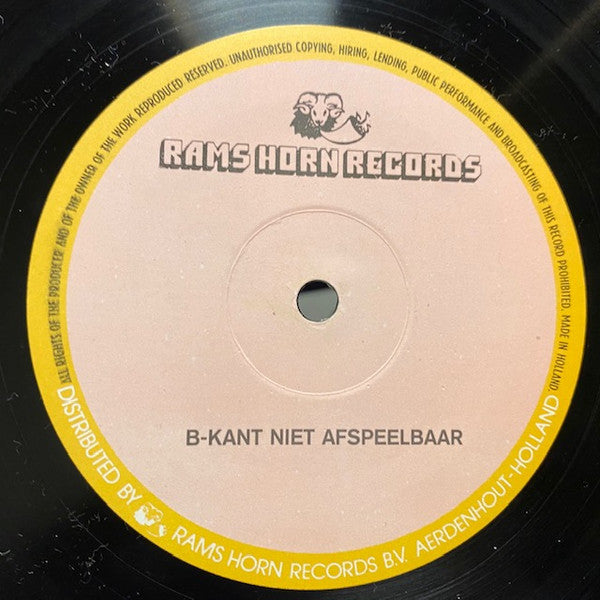 ALL RIGHTS OF THE PRODUCER AND OF THE OWNER OF THE WORK REPRODUCED RESERVED. UNAUTHORISED COPYING, HIRING, LENDING, PUBLIC PERFORMANCE AND BROADCASTING OF THIS RECORD PROHIBITED. MADE IN HOLLAND.
RAMS HORN RECORDS
B-KANT NIET AFSPEELBAAR
DISTRIBUTED BY RAMS HORN RECORDS B.V. AERDENHOUT-HOLLAND